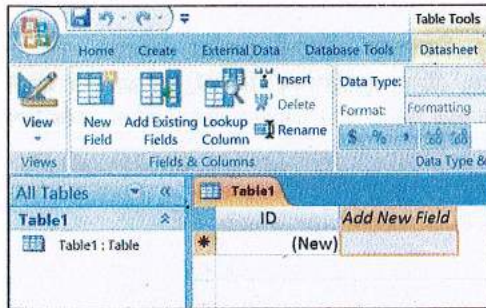 Table Tools
Home Create External Data Database Tools Datasheet
View
New Field
Add Existing Fields
Lookup Column
Insert
Delete
Rename
Data Type:
Format: Formatting
$ % , .00 .00
Views Fields & Columns Data Type &
All Tables
Table1
Table1 : Table
Table1
ID Add New Field
(New)